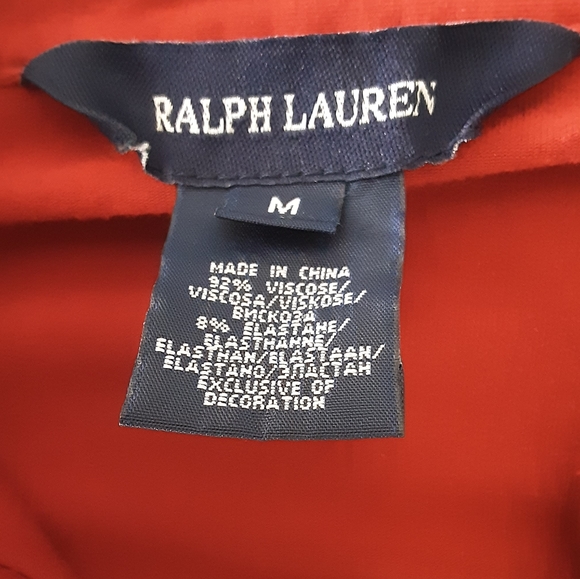 RALPH LAUREN
M
MADE IN CHINA
92% VISCOSE/
VISCOSA/VISKOSE/
ВИСКОЗА
8% ELASTANE/
ELASTHANNE/
ELASTHAN/ELASTAAN/
ELASTANO/ЭЛАСТАН
EXCLUSIVE OF
DECORATION